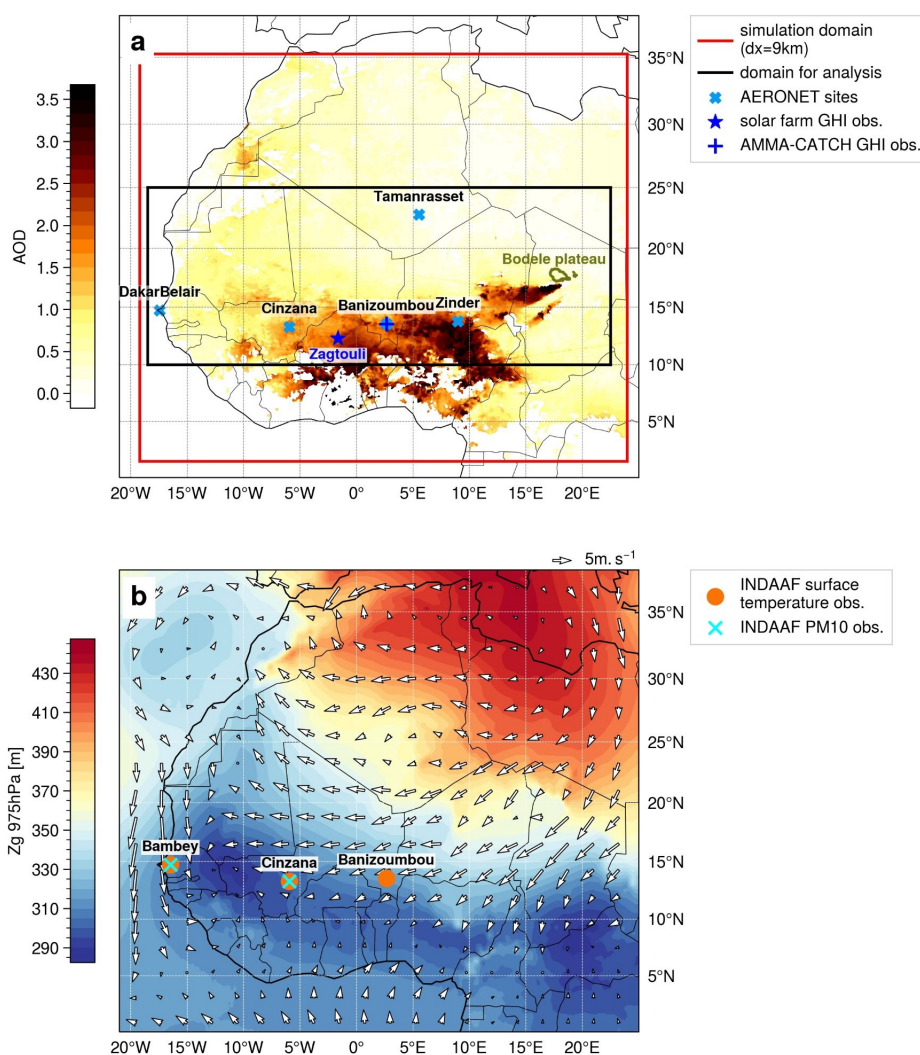 a
simulation domain
(dx=9km)
domain for analysis
AERONET sites
solar farm GHI obs.
AMMA-CATCH GHI obs.
AOD
3.5
3.0
2.5
2.0
1.5
1.0
0.5
0.0
35°N
30°N
25°N
20°N
15°N
10°N
5°N
Tamanrasset
Bodele plateau
DakarBelair
Cinzana
Banizoumbou
Zinder
Zagtouli
20°W
15°W
10°W
5°W
0°
5°E
10°E
15°E
20°E
5m. s⁻¹
b
INDAAF surface
temperature obs.
INDAAF PM10 obs.
Zg 975hPa [m]
430
410
390
370
350
330
310
290
35°N
30°N
25°N
20°N
15°N
10°N
5°N
Bambey
Cinzana
Banizoumbou
20°W
15°W
10°W
5°W
0°
5°E
10°E
15°E
20°E